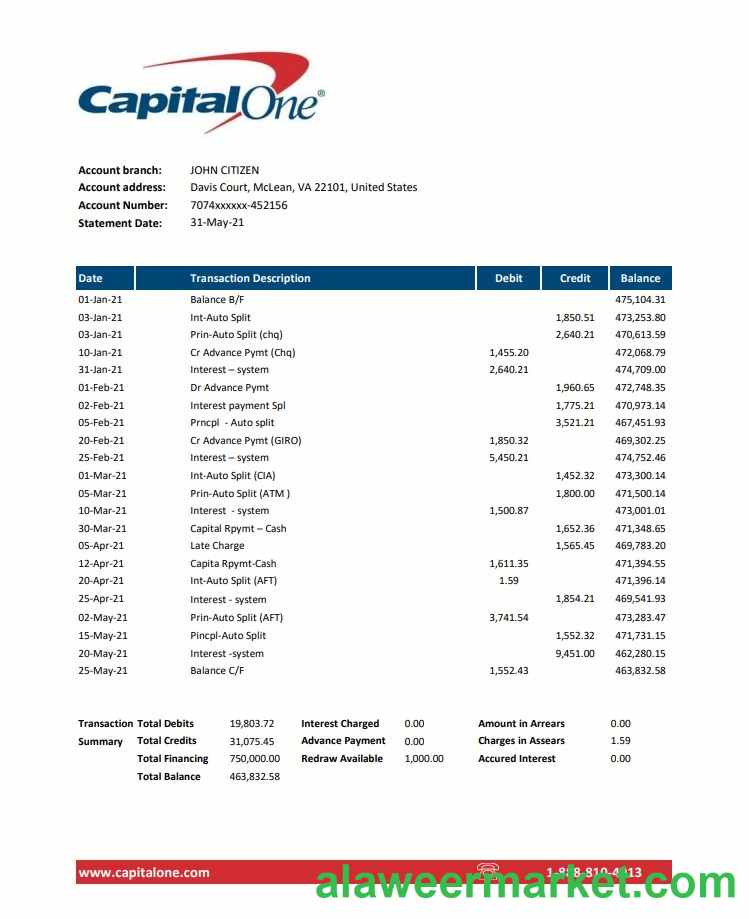 CapitalOne®
Account branch: JOHN CITIZEN
Account address: Davis Court, McLean, VA 22101, United States
Account Number: 7074xxxxxx-452156
Statement Date: 31-May-21
Date Transaction Description Debit Credit Balance
01-Jan-21 Balance B/F 475,104.31
03-Jan-21 Int-Auto Split 1,850.51 473,253.80
03-Jan-21 Prin-Auto Split (chq) 2,640.21 470,613.59
10-Jan-21 Cr Advance Pymt (Chq) 1,455.20 472,068.79
31-Jan-21 Interest – system 2,640.21 474,709.00
01-Feb-21 Dr Advance Pymt 1,960.65 472,748.35
02-Feb-21 Interest payment Spl 1,775.21 470,973.14
05-Feb-21 Prncpl - Auto split 3,521.21 467,451.93
20-Feb-21 Cr Advance Pymt (GIRO) 1,850.32 469,302.25
25-Feb-21 Interest – system 5,450.21 474,752.46
01-Mar-21 Int-Auto Split (CIA) 1,452.32 473,300.14
05-Mar-21 Prin-Auto Split (ATM ) 1,800.00 471,500.14
10-Mar-21 Interest - system 1,500.87 473,001.01
30-Mar-21 Capital Rpymt – Cash 1,652.36 471,348.65
05-Apr-21 Late Charge 1,565.45 469,783.20
12-Apr-21 Capita Rpymt-Cash 1,611.35 471,394.55
20-Apr-21 Int-Auto Split (AFT) 1.59 471,396.14
25-Apr-21 Interest - system 1,854.21 469,541.93
02-May-21 Prin-Auto Split (AFT) 3,741.54 473,283.47
15-May-21 Pincpl-Auto Split 1,552.32 471,731.15
20-May-21 Interest -system 9,451.00 462,280.15
25-May-21 Balance C/F 1,552.43 463,832.58
Transaction Total Debits 19,803.72 Interest Charged 0.00 Amount in Arrears 0.00
Summary Total Credits 31,075.45 Advance Payment 0.00 Charges in Assears 1.59
Total Financing 750,000.00 Redraw Available 1,000.00 Accured Interest 0.00
Total Balance 463,832.58
www.capitalone.com
alaweermarket.com